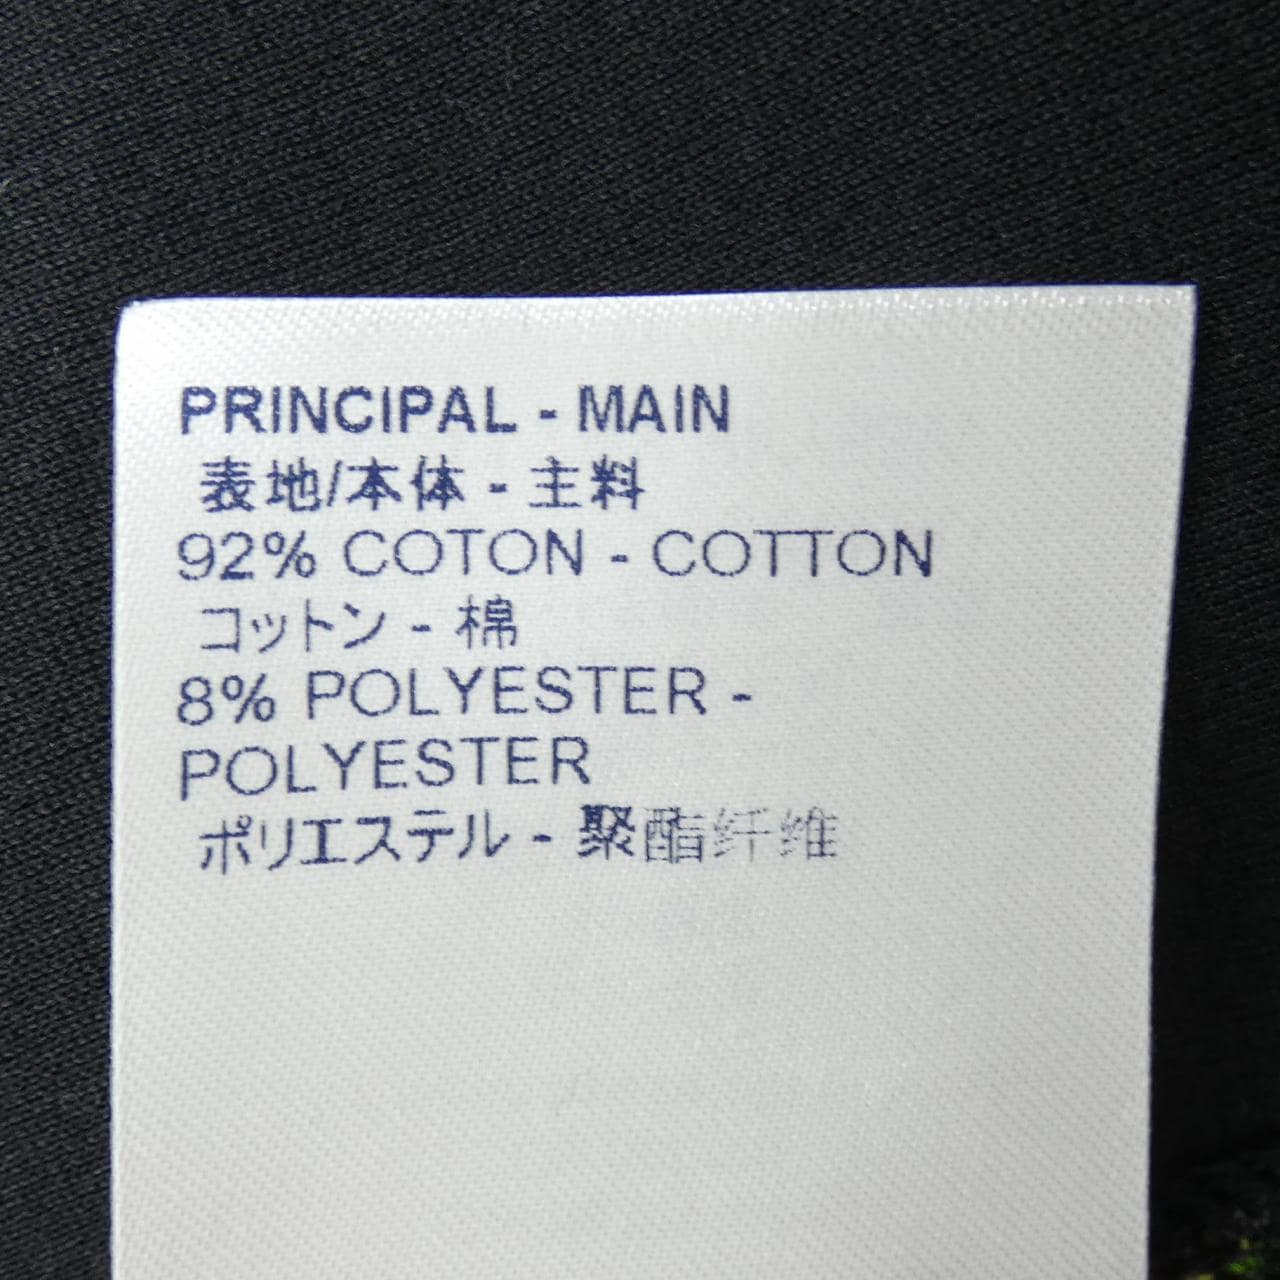 PRINCIPAL - MAIN
表地/本体 - 主料
92% COTON - COTTON
コットン - 棉
8% POLYESTER -
POLYESTER
ポリエステル - 聚酯纤维